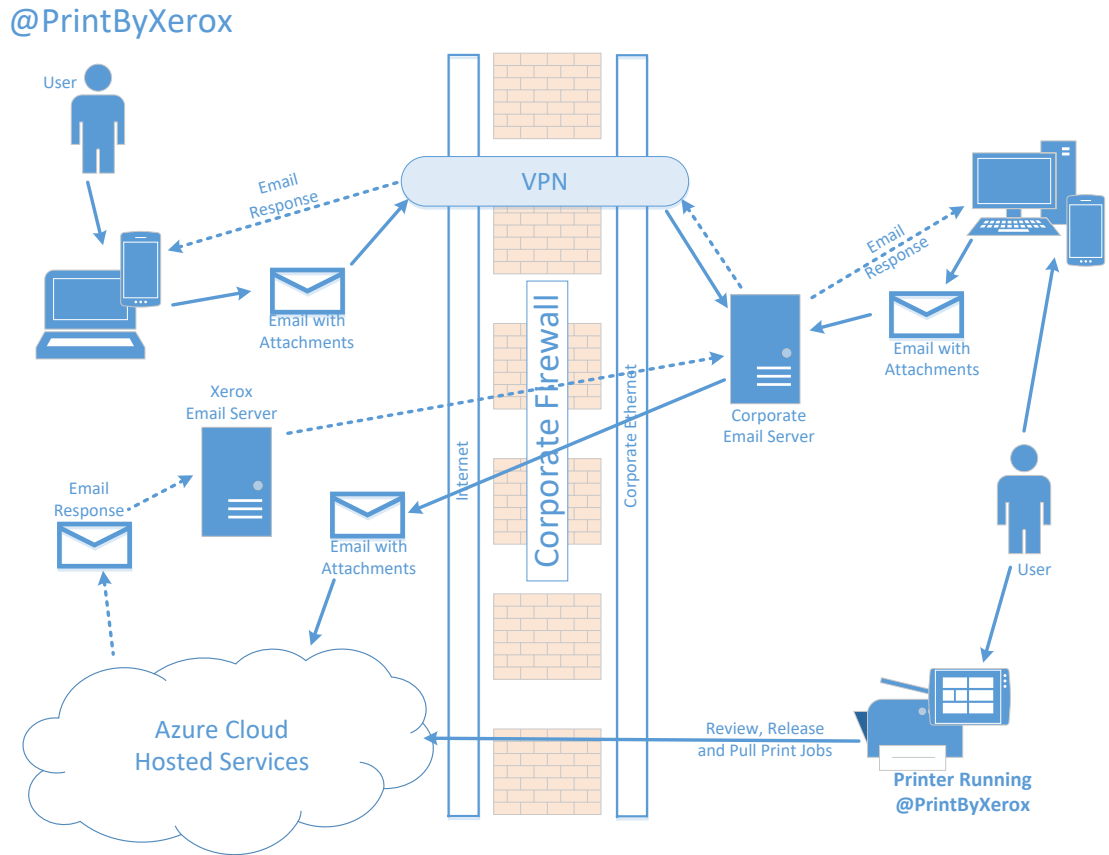 @PrintByXerox
User
VPN
Email
Response
Email
Response
Email with
Attachments
Email with
Attachments
Corporate Firewall
Xerox
Email Server
Corporate
Email Server
Internet
Corporate Ethernet
Email
Response
Email with
Attachments
User
Azure Cloud
Hosted Services
Review, Release
and Pull Print Jobs
Printer Running
@PrintByXerox